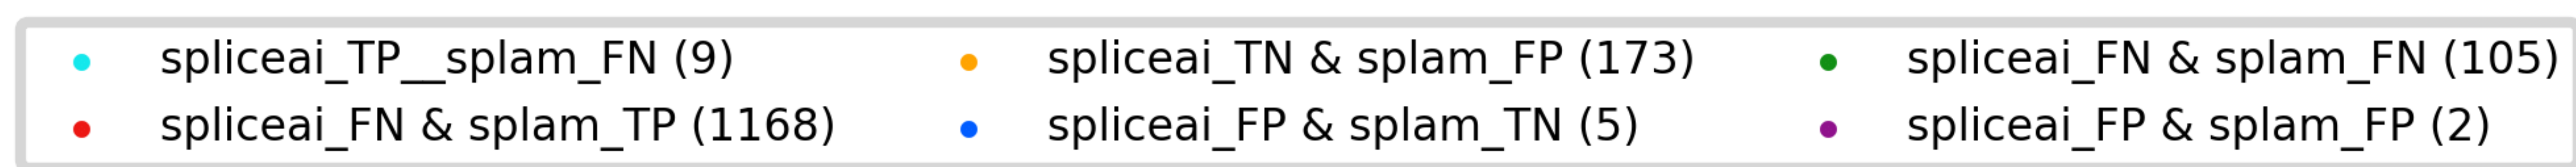 spliceai_TP__splam_FN (9) spliceai_TN & splam_FP (173) spliceai_FN & splam_FN (105)
spliceai_FN & splam_TP (1168) spliceai_FP & splam_TN (5) spliceai_FP & splam_FP (2)